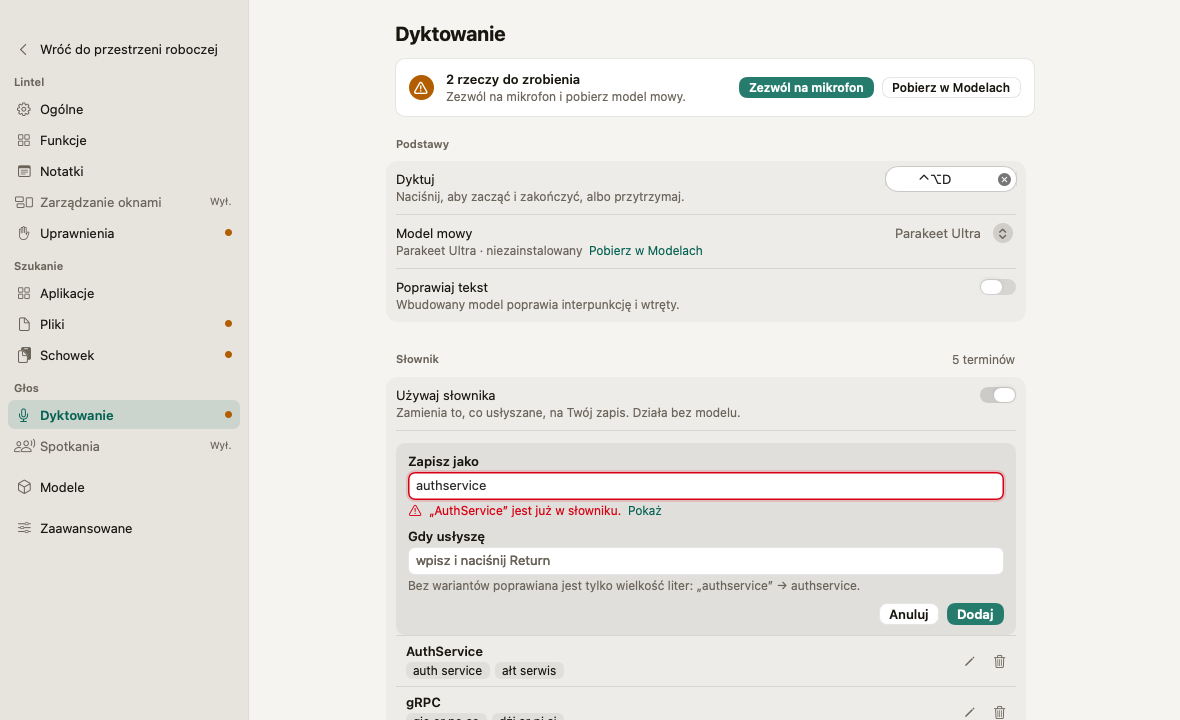 Wróć do przestrzeni roboczej
Lintel
Ogólne
Funkcje
Notatki
Zarządzanie oknami Wył.
Uprawnienia
Szukanie
Aplikacje
Pliki
Schowek
Głos
Dyktowanie
Spotkania Wył.
Modele
Zaawansowane
Dyktowanie
2 rzeczy do zrobienia
Zezwól na mikrofon i pobierz model mowy.
Zezwól na mikrofon Pobierz w Modelach
Podstawy
Dyktuj ⌃⌥D
Naciśnij, aby zacząć i zakończyć, albo przytrzymaj.
Model mowy Parakeet Ultra
Parakeet Ultra · niezainstalowany Pobierz w Modelach
Poprawiaj tekst
Wbudowany model poprawia interpunkcję i wtręty.
Słownik 5 terminów
Używaj słownika
Zamienia to, co usłyszane, na Twój zapis. Działa bez modelu.
Zapisz jako
authservice
„AuthService” jest już w słowniku. Pokaż
Gdy usłyszę
wpisz i naciśnij Return
Bez wariantów poprawiana jest tylko wielkość liter: „authservice” → authservice.
Anuluj Dodaj
AuthService
auth service ałt serwis
gRPC